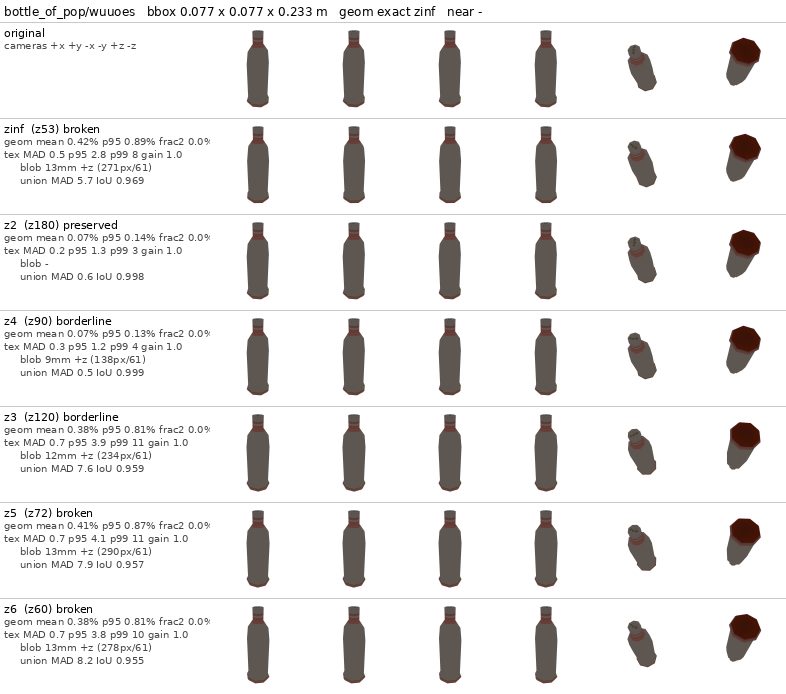 bottle_of_pop/wuuoes bbox 0.077 x 0.077 x 0.233 m geom exact zinf near -
original
cameras +x +y -x -y +z -z
zinf (z53) broken
geom mean 0.42% p95 0.89% frac2 0.0%
tex MAD 0.5 p95 2.8 p99 8 gain 1.0
blob 13mm +z (271px/61)
union MAD 5.7 IoU 0.969
z2 (z180) preserved
geom mean 0.07% p95 0.14% frac2 0.0%
tex MAD 0.2 p95 1.3 p99 3 gain 1.0
blob -
union MAD 0.6 IoU 0.998
z4 (z90) borderline
geom mean 0.07% p95 0.13% frac2 0.0%
tex MAD 0.3 p95 1.2 p99 4 gain 1.0
blob 9mm +z (138px/61)
union MAD 0.5 IoU 0.999
z3 (z120) borderline
geom mean 0.38% p95 0.81% frac2 0.0%
tex MAD 0.7 p95 3.9 p99 11 gain 1.0
blob 12mm +z (234px/61)
union MAD 7.6 IoU 0.959
z5 (z72) broken
geom mean 0.41% p95 0.87% frac2 0.0%
tex MAD 0.7 p95 4.1 p99 11 gain 1.0
blob 13mm +z (290px/61)
union MAD 7.9 IoU 0.957
z6 (z60) broken
geom mean 0.38% p95 0.81% frac2 0.0%
tex MAD 0.7 p95 3.8 p99 10 gain 1.0
blob 13mm +z (278px/61)
union MAD 8.2 IoU 0.955